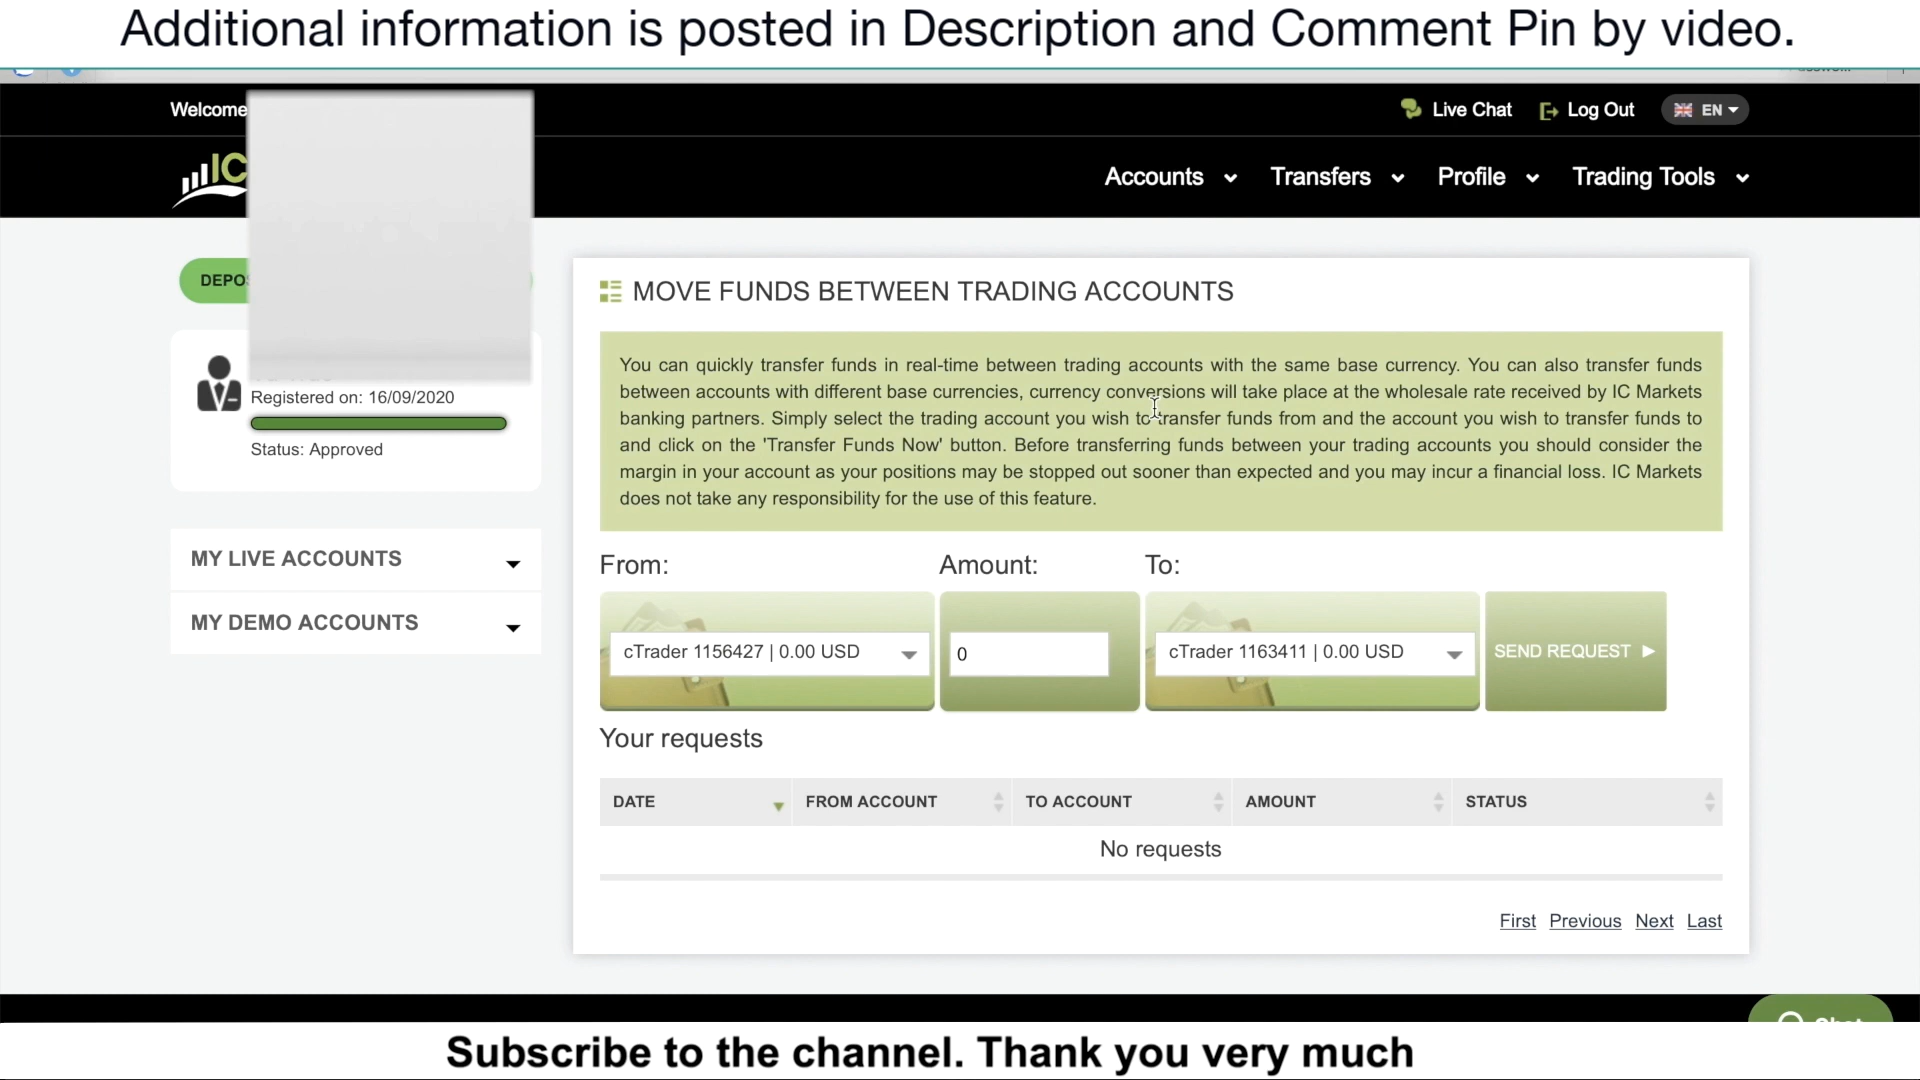 Additional information is posted in Description and Comment Pin by video.
Welcome
Live Chat
Log Out
EN
IC
Accounts
Transfers
Profile
Trading Tools
DEPO
Registered on: 16/09/2020
Status: Approved
MY LIVE ACCOUNTS
MY DEMO ACCOUNTS
MOVE FUNDS BETWEEN TRADING ACCOUNTS
You can quickly transfer funds in real-time between trading accounts with the same base currency. You can also transfer funds
between accounts with different base currencies, currency conversions will take place at the wholesale rate received by IC Markets
banking partners. Simply select the trading account you wish to transfer funds from and the account you wish to transfer funds to
and click on the 'Transfer Funds Now' button. Before transferring funds between your trading accounts you should consider the
margin in your account as your positions may be stopped out sooner than expected and you may incur a financial loss. IC Markets
does not take any responsibility for the use of this feature.
From:
Amount:
To:
cTrader 1156427 | 0.00 USD
0
cTrader 1163411 | 0.00 USD
SEND REQUEST
Your requests
DATE
FROM ACCOUNT
TO ACCOUNT
AMOUNT
STATUS
No requests
First Previous Next Last
Subscribe to the channel. Thank you very much